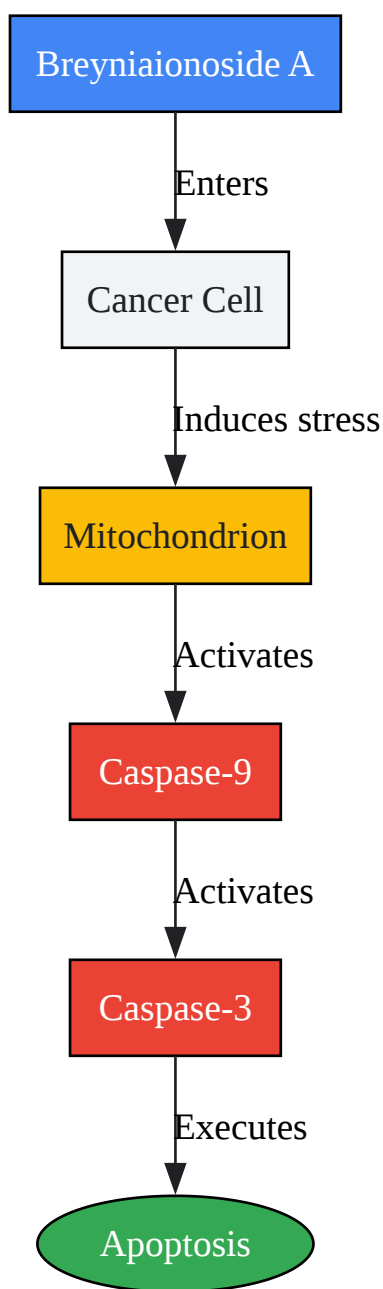 Breyniaionoside A
Enters
Cancer Cell
Induces stress
Mitochondrion
Activates
Caspase-9
Activates
Caspase-3
Executes
Apoptosis